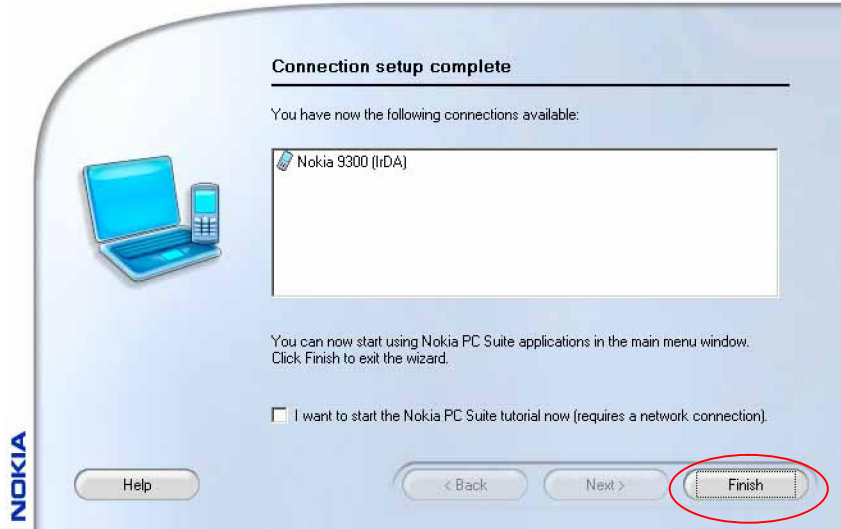 Connection setup complete
You have now the following connections available:
Nokia 9300 (IrDA)
You can now start using Nokia PC Suite applications in the main menu window.
Click Finish to exit the wizard.
I want to start the Nokia PC Suite tutorial now (requires a network connection).
NOKIA
Help
< Back
Next >
Finish